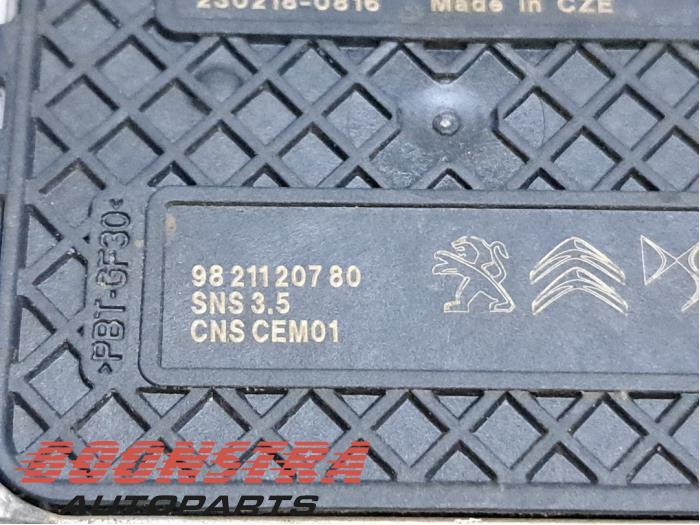 230218-0816 Made in CZE
>PBT-GF30<
98 211 207 80
SNS 3.5
CNS CEM01
BOONSTRA
AUTOPARTS